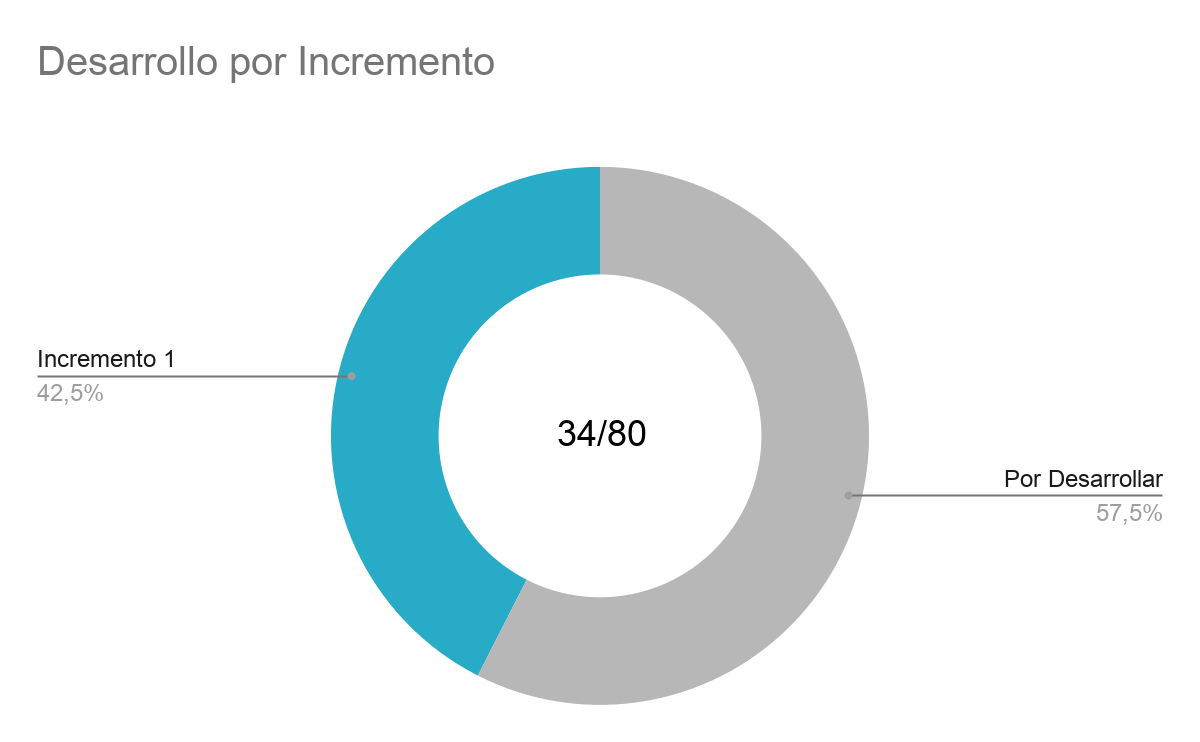 Desarrollo por Incremento
Incremento 1
42,5%
34/80
Por Desarrollar
57,5%